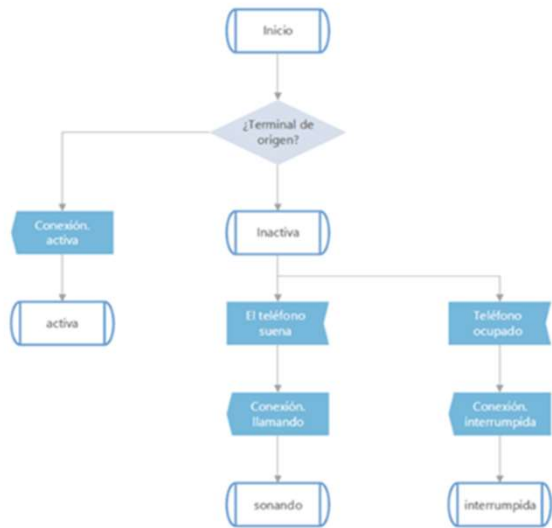 Inicio
¿Terminal de
origen?
Conexión.
activa
Inactiva
activa
El teléfono
suena
Teléfono
ocupado
Conexión.
llamando
Conexión.
interrumpida
sonando
interrumpida